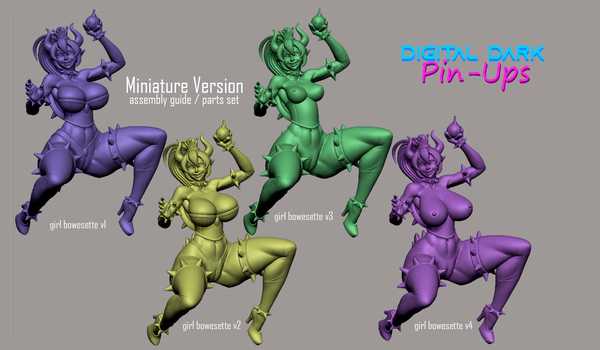 DIGITAL DARK
Pin-Ups
Miniature Version
assembly guide / parts set
girl bowesette v1
girl bowesette v3
girl bowesette v2
girl bowesette v4